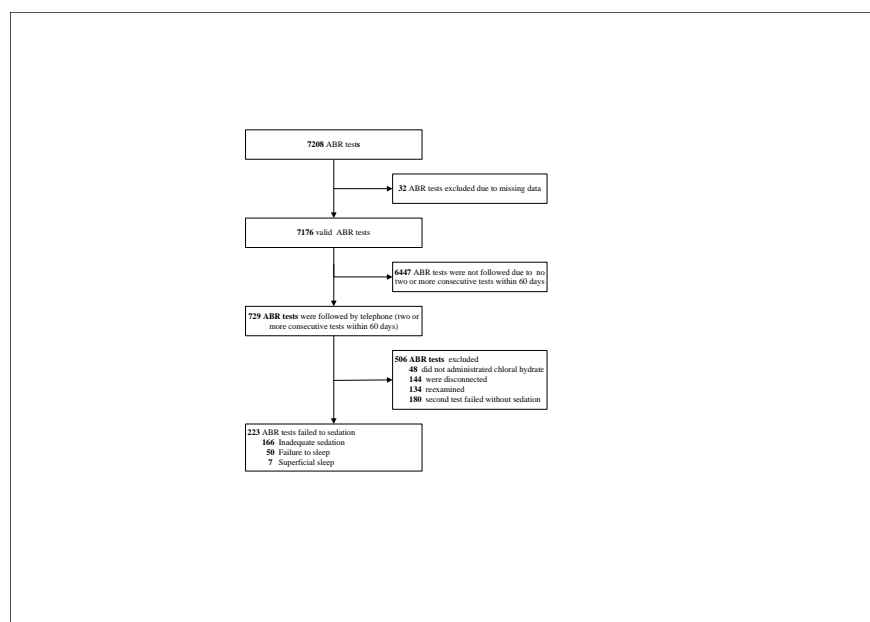 7208 ABR tests
32 ABR tests excluded due to missing data
7176 valid ABR tests
6447 ABR tests were not followed due to no
two or more consecutive tests within 60 days
729 ABR tests were followed by telephone (two or
more consecutive tests within 60 days)
506 ABR tests excluded
48 did not administrated chloral hydrate
144 were disconnected
134 reexamined
180 second test failed without sedation
223 ABR tests failed to sedation
166 Inadequate sedation
50 Failure to sleep
7 Superficial sleep